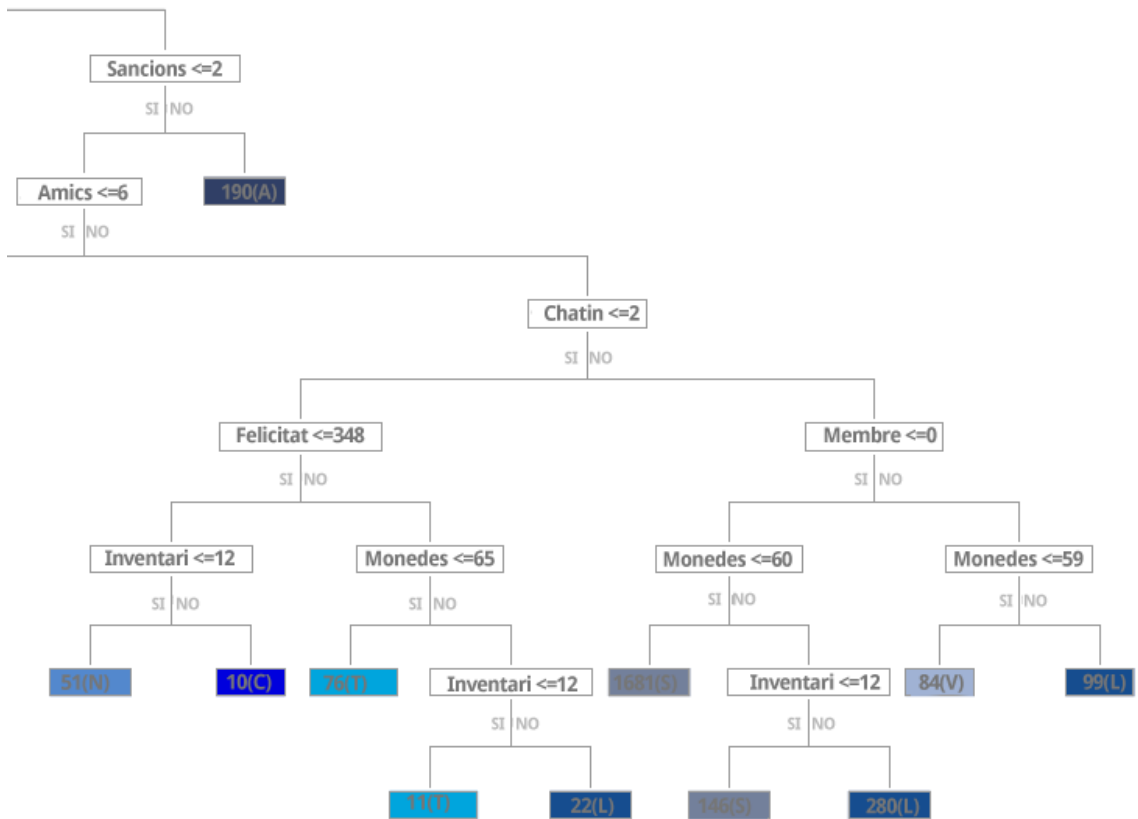 Sancions <=2
SI NO
Amics <=6
190(A)
SI NO
Chatin <=2
SI NO
Felicitat <=348
Membre <=0
SI NO
SI NO
Inventari <=12
Monedes <=65
Monedes <=60
Monedes <=59
SI NO
SI NO
SI NO
SI NO
51(N)
10(C)
76(T)
Inventari <=12
1681(S)
Inventari <=12
84(V)
99(L)
SI NO
SI NO
11(T)
22(L)
146(S)
280(L)